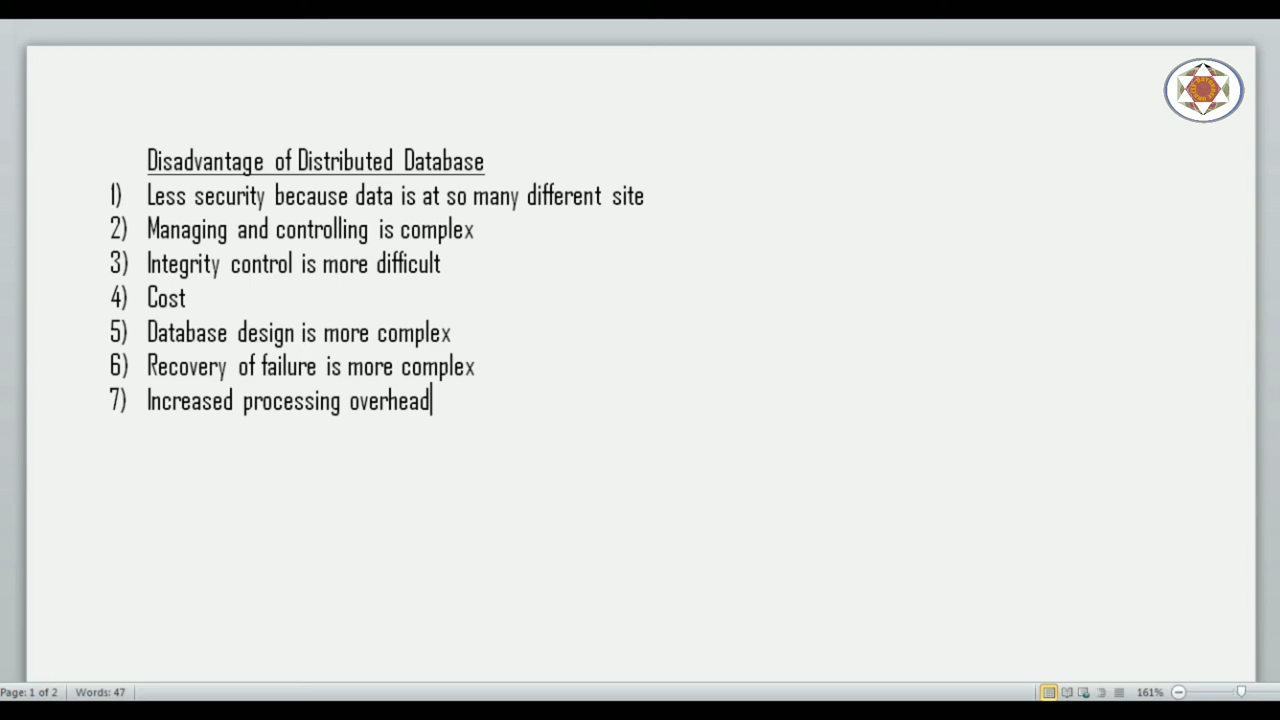 Disadvantage of Distributed Database
1) Less security because data is at so many different site
2) Managing and controlling is complex
3) Integrity control is more difficult
4) Cost
5) Database design is more complex
6) Recovery of failure is more complex
7) Increased processing overhead
Page: 1 of 2 Words: 47 161%